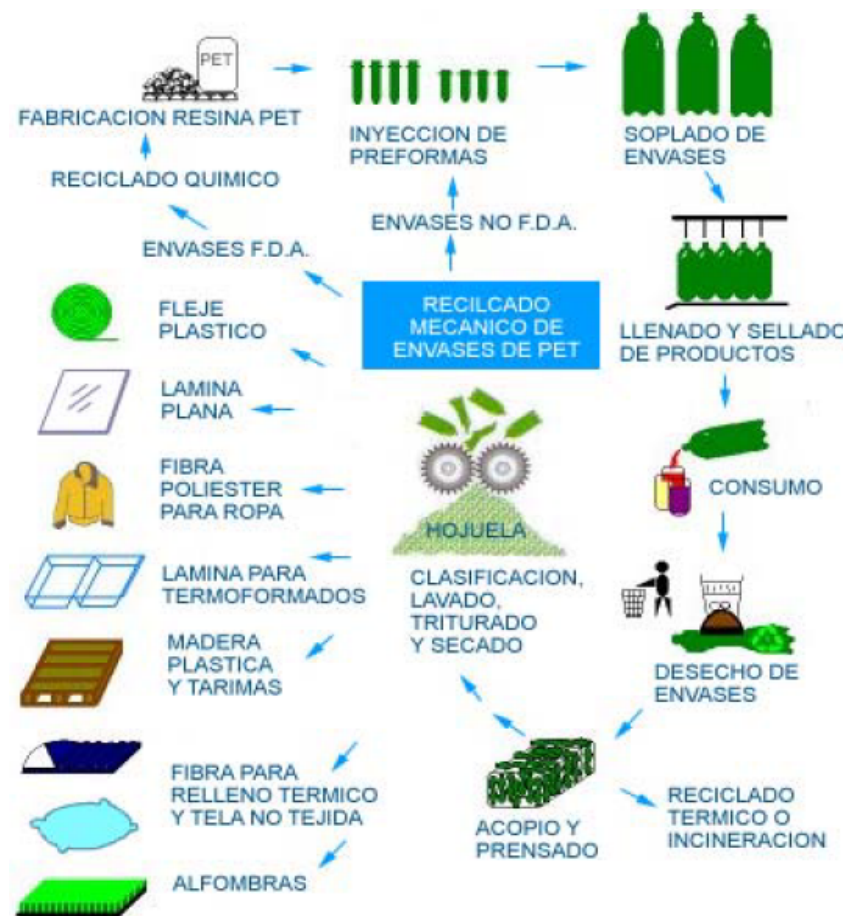 PET
FABRICACION RESINA PET
INYECCION DE
PREFORMAS
SOPLADO DE
ENVASES
RECICLADO QUIMICO
ENVASES F.D.A.
ENVASES NO F.D.A.
RECILCADO
MECANICO DE
ENVASES DE PET
LLENADO Y SELLADO
DE PRODUCTOS
FLEJE
PLASTICO
LAMINA
PLANA
FIBRA
POLIESTER
PARA ROPA
LAMINA PARA
TERMOFORMADOS
MADERA
PLASTICA
Y TARIMAS
FIBRA PARA
RELLENO TERMICO
Y TELA NO TEJIDA
ALFOMBRAS
HOJUELA
CLASIFICACION,
LAVADO,
TRITURADO
Y SECADO
CONSUMO
DESECHO DE
ENVASES
ACOPIO Y
PRENSADO
RECICLADO
TERMICO O
INCINERACION